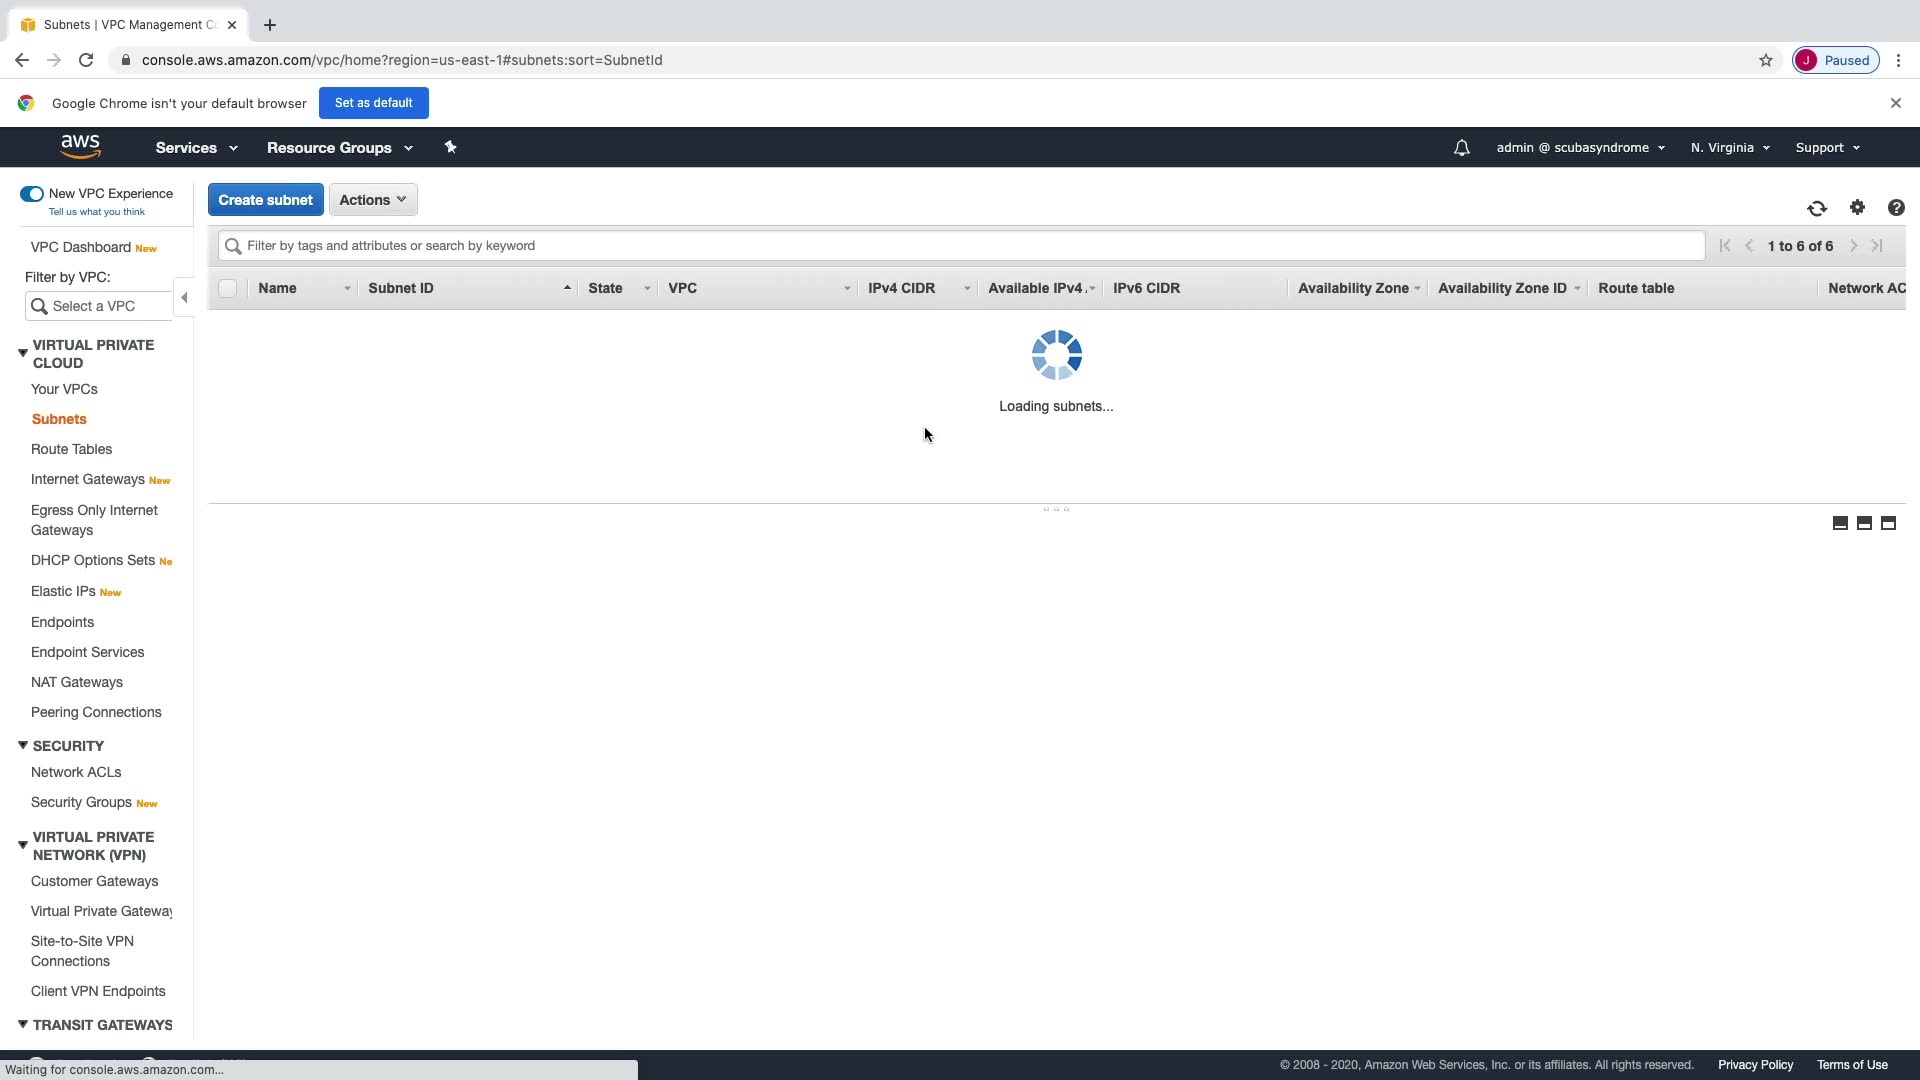 Subnets | VPC Management C
console.aws.amazon.com/vpc/home?region=us-east-1#subnets:sort=SubnetId
J Paused
Google Chrome isn't your default browser Set as default
aws Services Resource Groups admin @ scubasyndrome N. Virginia Support
New VPC Experience
Tell us what you think
Create subnet Actions
VPC Dashboard New
Filter by tags and attributes or search by keyword 1 to 6 of 6
Filter by VPC:
Select a VPC
Name Subnet ID State VPC IPv4 CIDR Available IPv4 IPv6 CIDR Availability Zone Availability Zone ID Route table Network AC
Loading subnets...
VIRTUAL PRIVATE
CLOUD
Your VPCs
Subnets
Route Tables
Internet Gateways New
Egress Only Internet
Gateways
DHCP Options Sets Ne
Elastic IPs New
Endpoints
Endpoint Services
NAT Gateways
Peering Connections
SECURITY
Network ACLs
Security Groups New
VIRTUAL PRIVATE
NETWORK (VPN)
Customer Gateways
Virtual Private Gateway
Site-to-Site VPN
Connections
Client VPN Endpoints
TRANSIT GATEWAYS
Waiting for console.aws.amazon.com...
© 2008 - 2020, Amazon Web Services, Inc. or its affiliates. All rights reserved. Privacy Policy Terms of Use